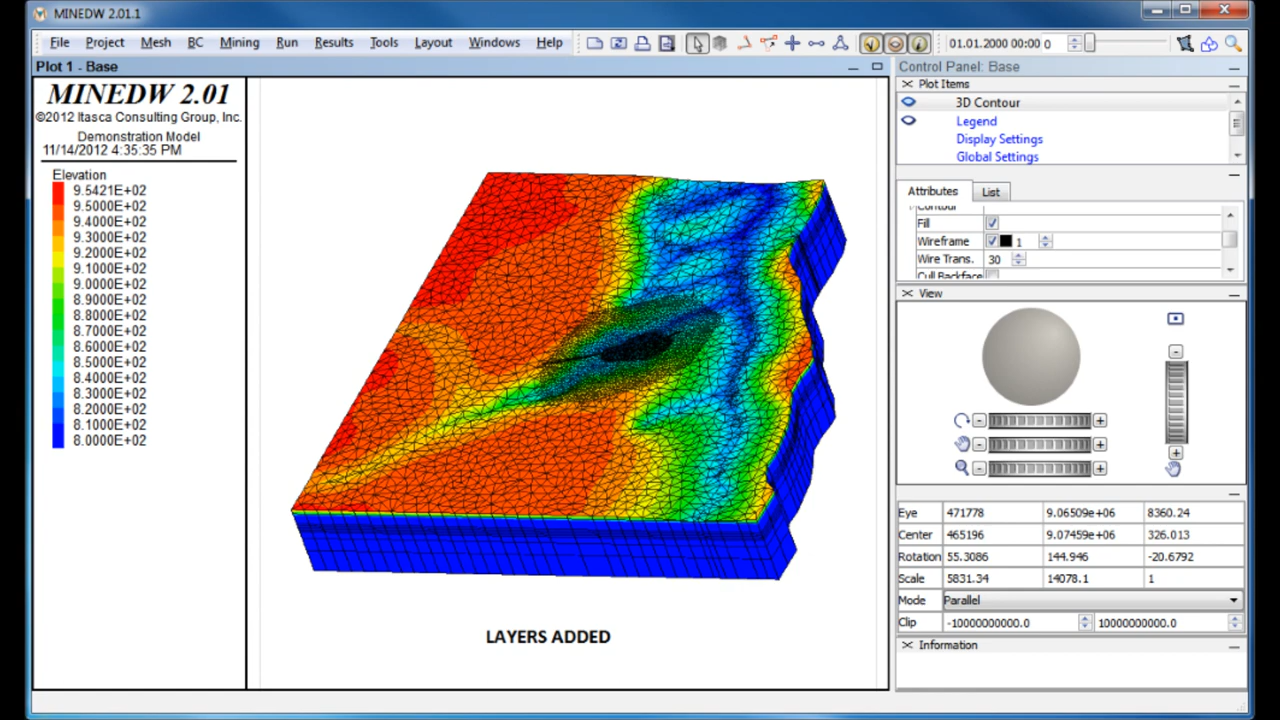 MINEDW 2.01.1
File Project Mesh BC Mining Run Results Tools Layout Windows Help
01.01.2000 00:00 0
Plot 1 - Base
MINEDW 2.01
©2012 Itasca Consulting Group, Inc.
Demonstration Model
11/14/2012 4:35:35 PM
Elevation
9.5421E+02
9.5000E+02
9.4000E+02
9.3000E+02
9.2000E+02
9.1000E+02
9.0000E+02
8.9000E+02
8.8000E+02
8.7000E+02
8.6000E+02
8.5000E+02
8.4000E+02
8.3000E+02
8.2000E+02
8.1000E+02
8.0000E+02
LAYERS ADDED
Control Panel: Base
Plot Items
3D Contour
Legend
Display Settings
Global Settings
Attributes List
Contour
Fill
Wireframe 1
Wire Trans. 30
Cull Backface
View
Eye 471778 9.06509e+06 8360.24
Center 465196 9.07459e+06 326.013
Rotation 55.3086 144.946 -20.6792
Scale 5831.34 14078.1 1
Mode Parallel
Clip -10000000000.0 10000000000.0
Information